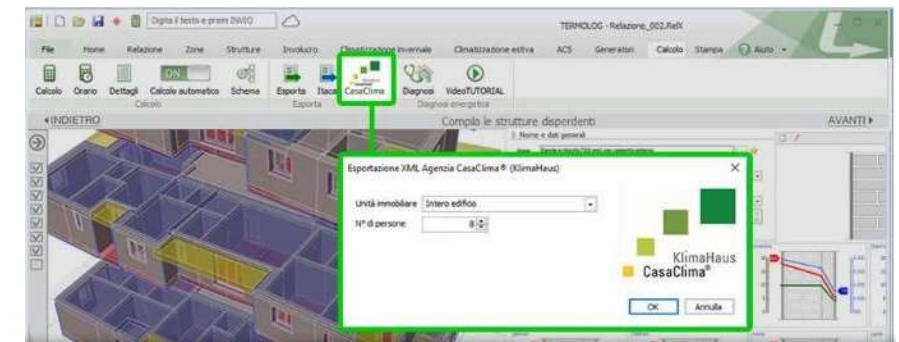 Digita il testo e premi INVIO
TERMOLOG - Relazione_002.RelX
File Home Relazione Zone Strutture Involucro Climatizzazione invernale Climatizzazione estiva ACS Generatori Calcolo Stampa Aiuto
ON
Calcolo Orario Dettagli Calcolo automatico Schema Esporta Itaca CasaClima Diagnosi VideoTUTORIAL
Calcolo Esporta Diagnosi energetica
INDIETRO Compila le strutture disperdenti AVANTI
Nome e dati generali
Esportazione XML Agenzia CasaClima® (KlimaHaus)
Unità immobiliare Intero edificio
N° di persone 8
KlimaHaus
CasaClima®
OK Annulla